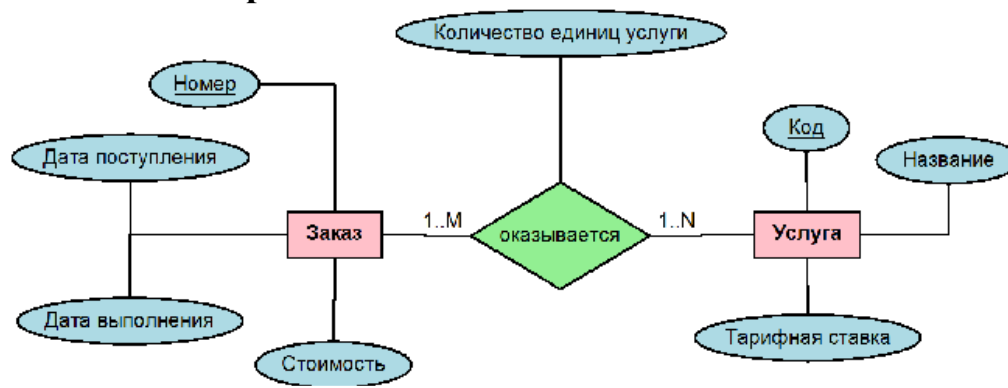 Количество единиц услуги
Номер
Код
Дата поступления
Название
Заказ
1..M
оказывается
1..N
Услуга
Дата выполнения
Стоимость
Тарифная ставка